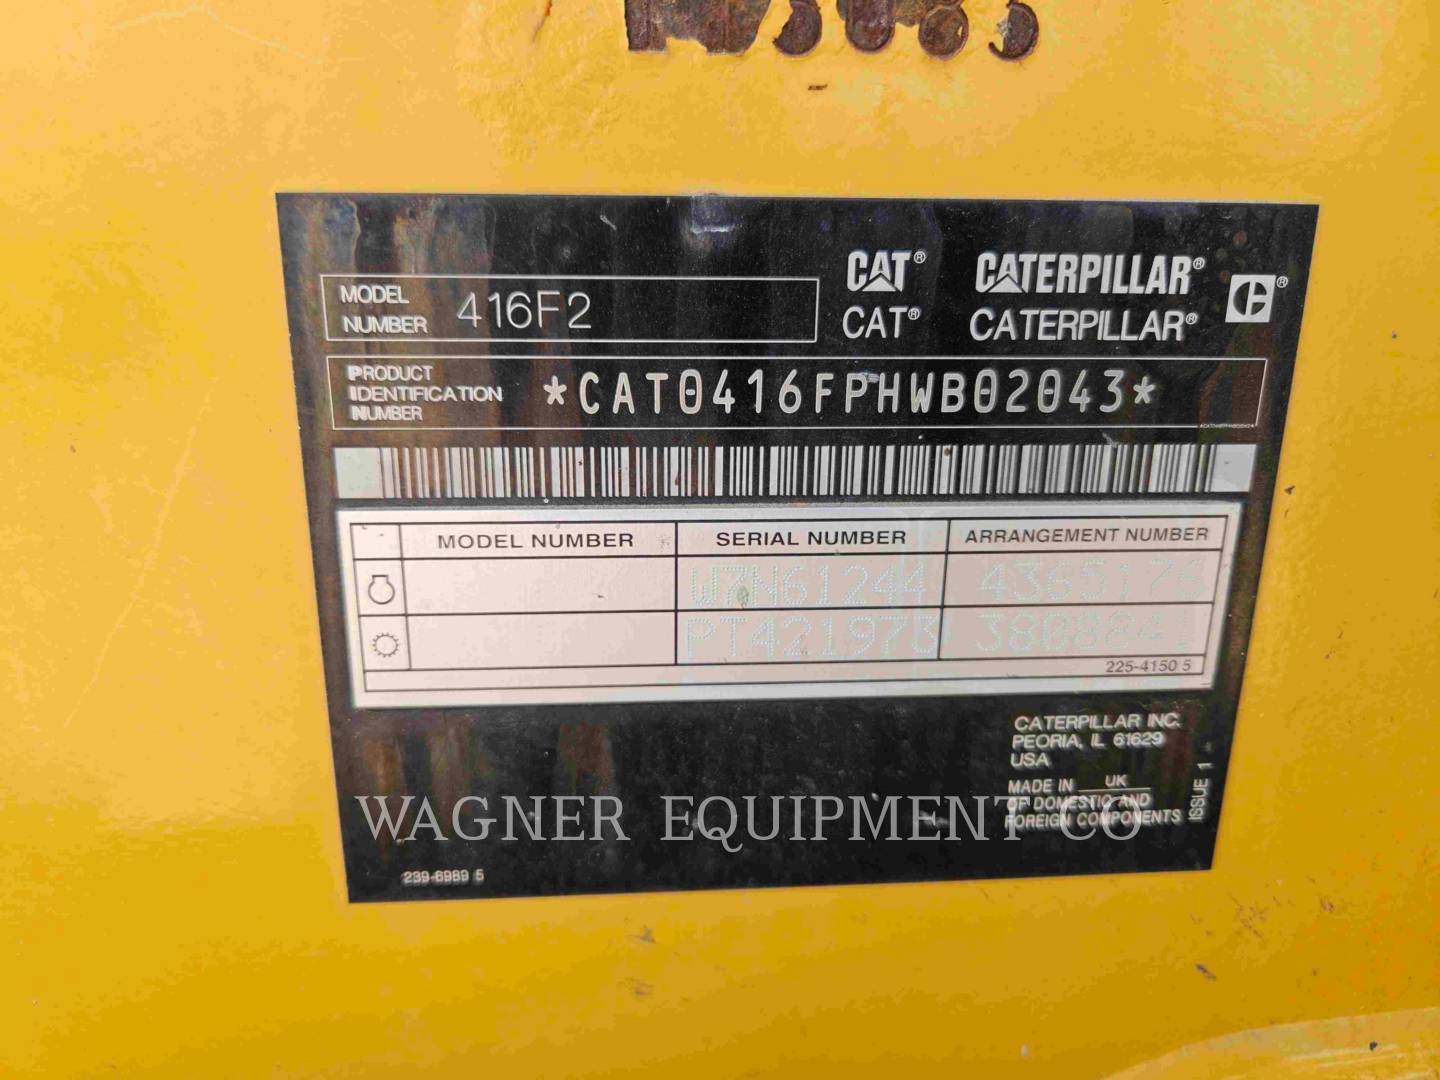 MODEL NUMBER 416F2
CAT® CATERPILLAR® ®
CAT® CATERPILLAR®
PRODUCT IDENTIFICATION NUMBER *CAT0416FPHWB02043*
MODEL NUMBER SERIAL NUMBER ARRANGEMENT NUMBER
W7N61244
225-4150 5
CATERPILLAR INC.
PEORIA, IL 61629
USA
MADE IN UK
OF DOMESTIC AND
FOREIGN COMPONENTS
ISSUE 1
WAGNER EQUIPMENT CO
239-6989 5